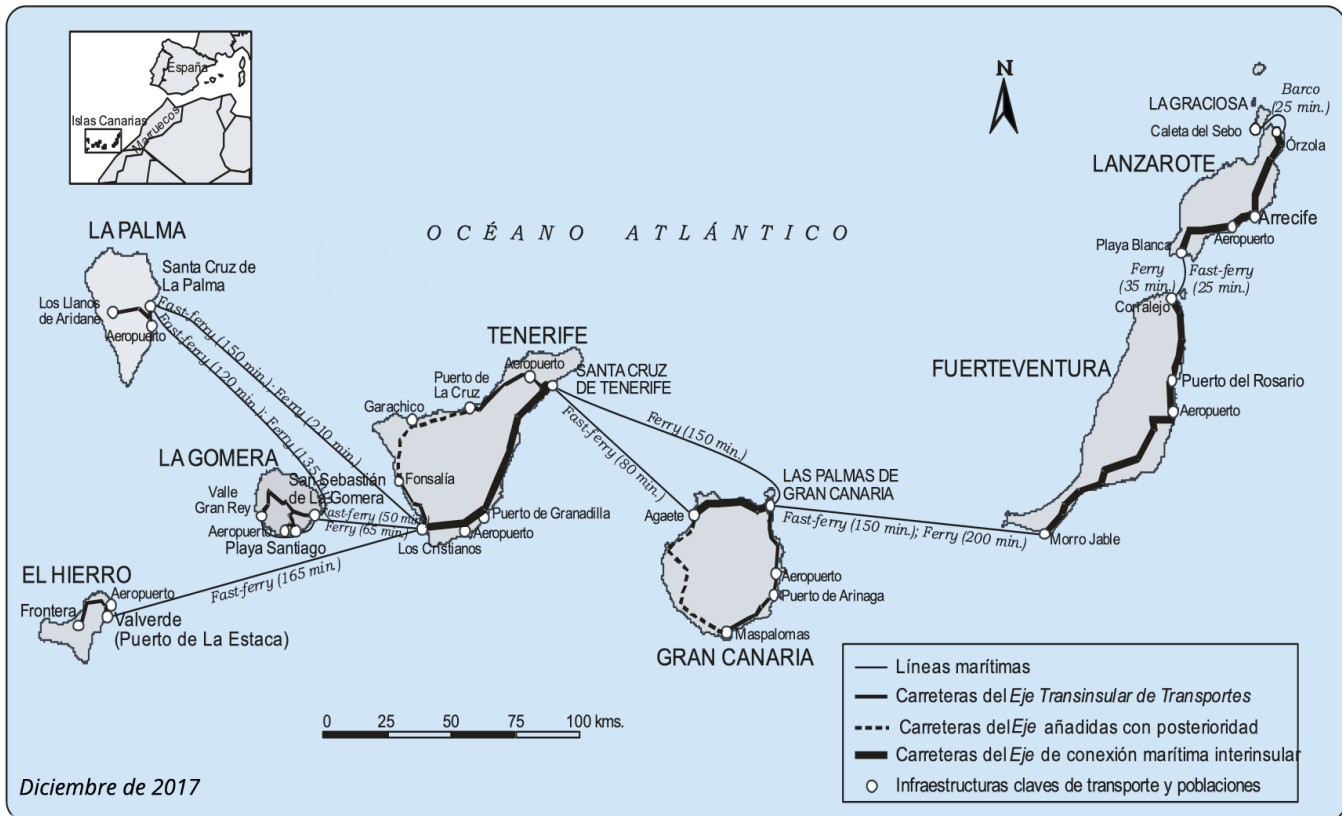 España
Islas Canarias
Marruecos
N
LA GRACIOSA
Barco
(25 min.)
Caleta del Sebo
Órzola
LANZAROTE
Arrecife
Aeropuerto
Playa Blanca
Ferry
(35 min.)
Fast-ferry
(25 min.)
Corralejo
OCÉANO ATLÁNTICO
LA PALMA
Santa Cruz de
La Palma
Los Llanos
de Aridane
Aeropuerto
Fast-ferry (150 min.); Ferry (210 min.)
Fast-ferry (120 min.); Ferry (135
TENERIFE
Aeropuerto
SANTA CRUZ
DE TENERIFE
Puerto de
La Cruz
Garachico
Fonsalía
Puerto de Granadilla
Aeropuerto
Los Cristianos
Ferry (150 min.)
Fast-ferry (80 min.)
FUERTEVENTURA
Puerto del Rosario
Aeropuerto
Morro Jable
LA GOMERA
San Sebastián
de La Gomera
Valle
Gran Rey
Aeropuerto
Playa Santiago
Fast-ferry (50 min.)
Ferry (65 min.)
LAS PALMAS DE
GRAN CANARIA
Agaete
Fast-ferry (150 min.); Ferry (200 min.)
Aeropuerto
Puerto de Arinaga
Maspalomas
GRAN CANARIA
EL HIERRO
Aeropuerto
Frontera
Valverde
(Puerto de La Estaca)
Fast-ferry (165 min.)
0 25 50 75 100 kms.
Líneas marítimas
Carreteras del Eje Transinsular de Transportes
Carreteras del Eje añadidas con posterioridad
Carreteras del Eje de conexión marítima interinsular
Infraestructuras claves de transporte y poblaciones
Diciembre de 2017